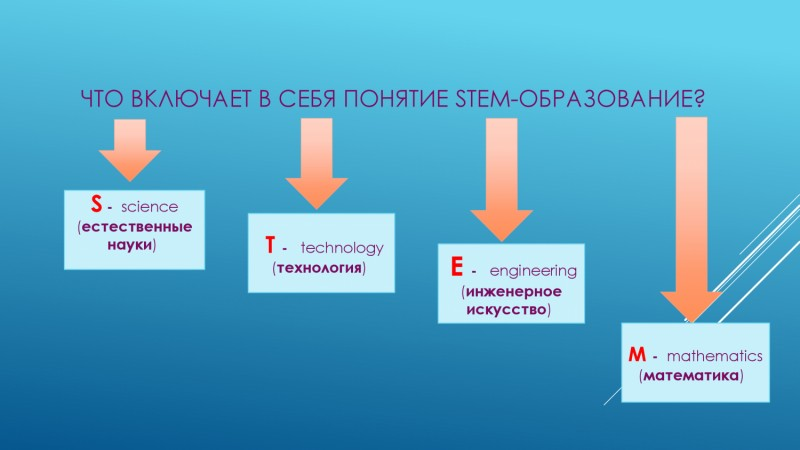 ЧТО ВКЛЮЧАЕТ В СЕБЯ ПОНЯТИЕ STEM-ОБРАЗОВАНИЕ?
S - science
(естественные
науки)
T - technology
(технология)
E - engineering
(инженерное
искусство)
M - mathematics
(математика)